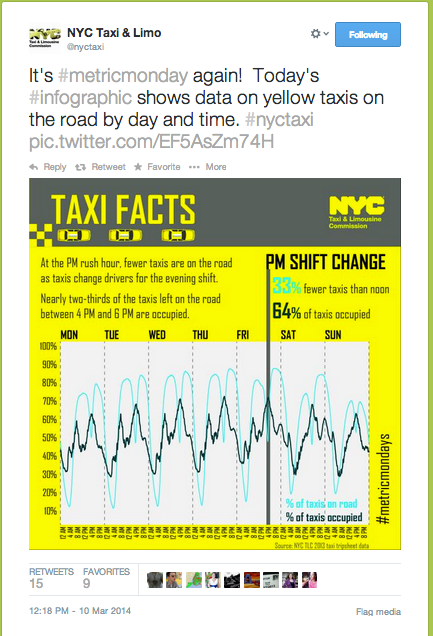 NYC Taxi & Limo
@nyctaxi
Following
It's #metricmonday again! Today's
#infographic shows data on yellow taxis on
the road by day and time. #nyctaxi
pic.twitter.com/EF5AsZm74H
Reply Retweet Favorite More
TAXI FACTS
NYC
Taxi & Limousine
Commission
At the PM rush hour, fewer taxis are on the road
as taxis change drivers for the evening shift.
Nearly two-thirds of the taxis left on the road
between 4 PM and 6 PM are occupied.
PM SHIFT CHANGE
33% fewer taxis than noon
64% of taxis occupied
MON TUE WED THU FRI SAT SUN
100%
90%
80%
70%
60%
50%
40%
30%
20%
10%
% of taxis on road
% of taxis occupied
#metricmondays
Source: NYC TLC 2013 taxi tripsheet data
RETWEETS FAVORITES
15 9
12:18 PM - 10 Mar 2014
Flag media